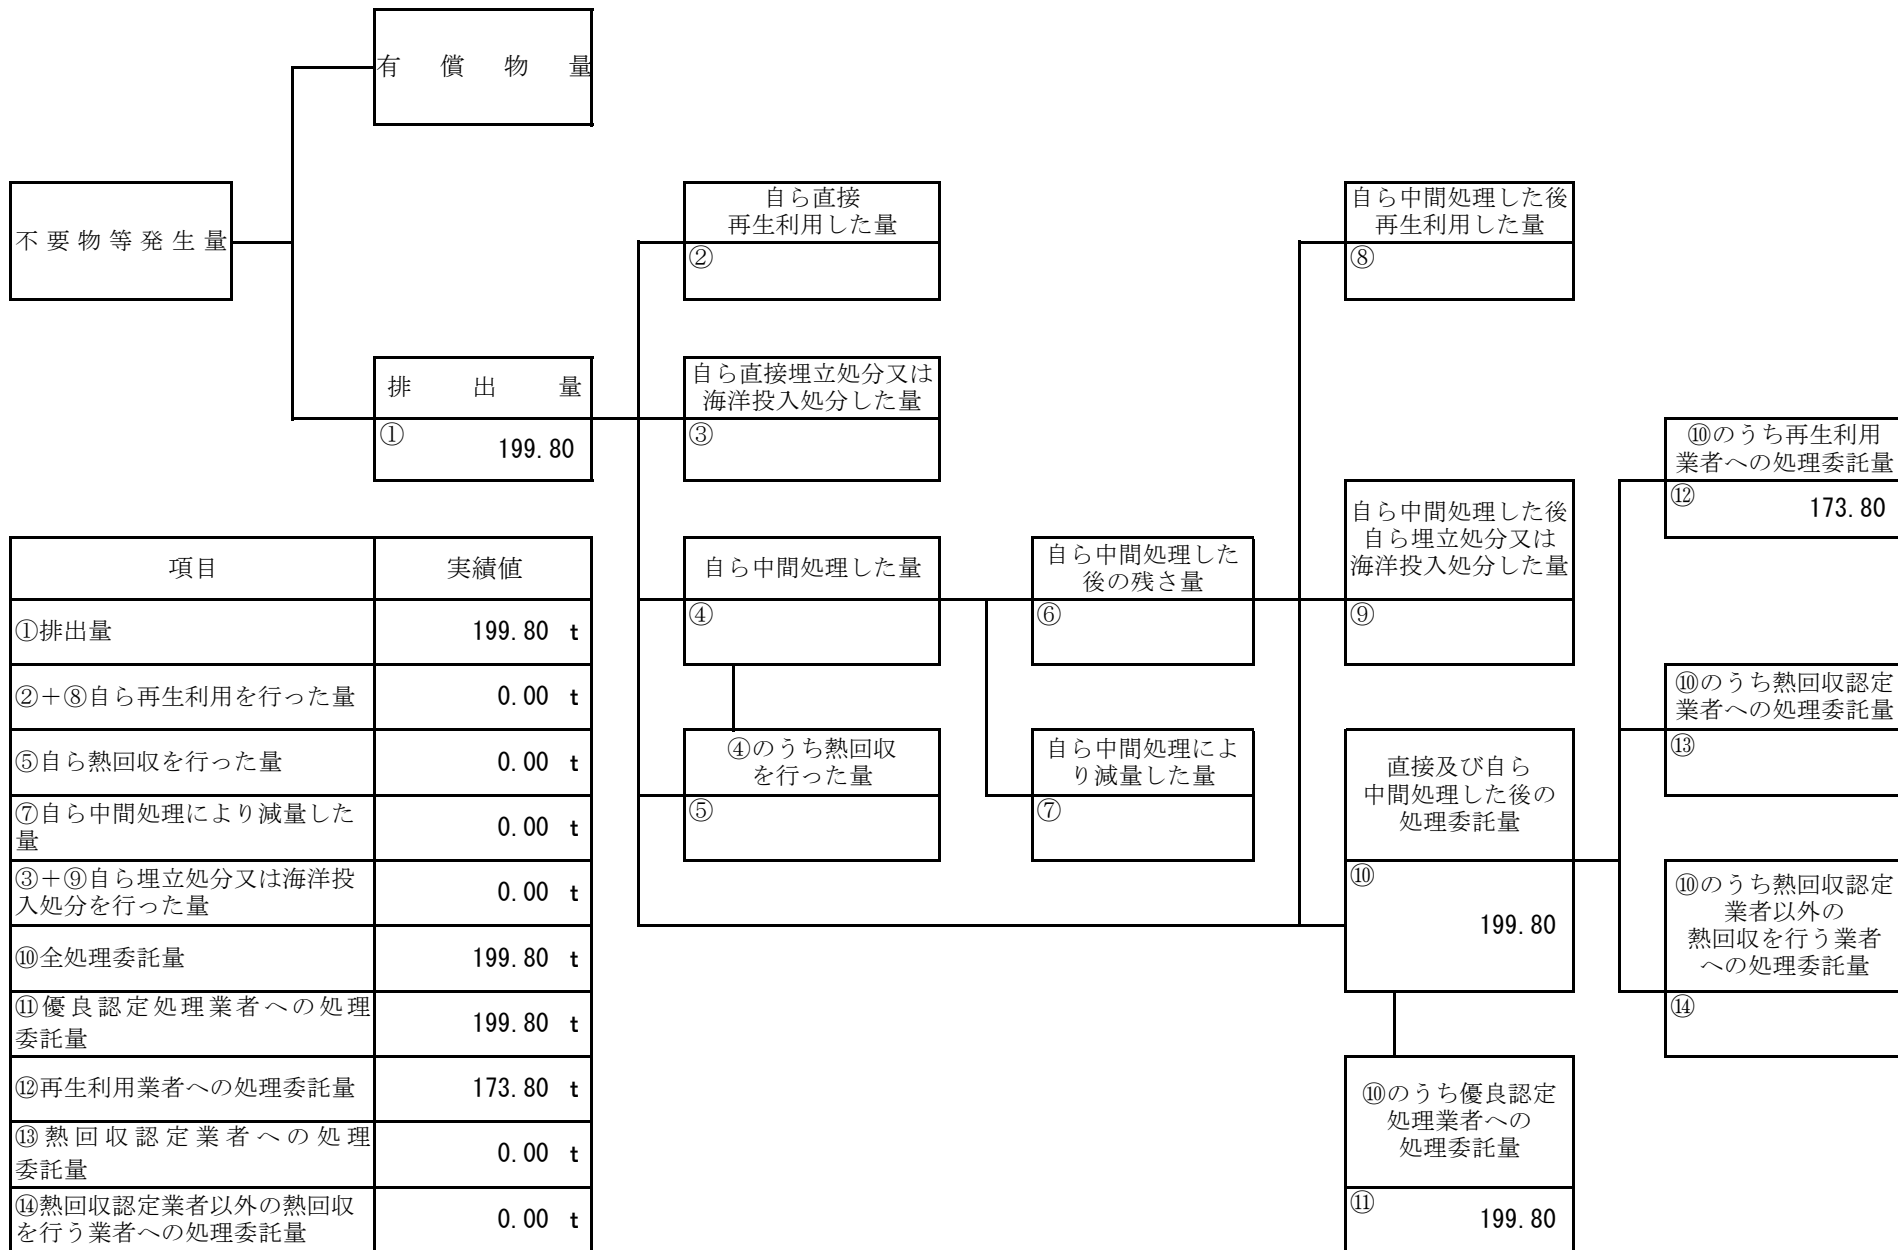 有償物量
不要物等発生量
自ら直接
再生利用した量
②
自ら中間処理した後
再生利用した量
⑧
排出量
①
199.80
自ら直接埋立処分又は
海洋投入処分した量
③
⑩のうち再生利用
業者への処理委託量
⑫
173.80
自ら中間処理した量
④
自ら中間処理した
後の残さ量
⑥
自ら中間処理した後
自ら埋立処分又は
海洋投入処分した量
⑨
⑩のうち熱回収認定
業者への処理委託量
⑬
④のうち熱回収
を行った量
⑤
自ら中間処理によ
り減量した量
⑦
直接及び自ら
中間処理した後の
処理委託量
⑩
199.80
⑩のうち熱回収認定
業者以外の
熱回収を行う業者
への処理委託量
⑭
⑩のうち優良認定
処理業者への
処理委託量
⑪
199.80
項目 実績値
①排出量 199.80 t
②+⑧自ら再生利用を行った量 0.00 t
⑤自ら熱回収を行った量 0.00 t
⑦自ら中間処理により減量した
量 0.00 t
③+⑨自ら埋立処分又は海洋投
入処分を行った量 0.00 t
⑩全処理委託量 199.80 t
⑪優良認定処理業者への処理
委託量 199.80 t
⑫再生利用業者への処理委託量 173.80 t
⑬熱回収認定業者への処理
委託量 0.00 t
⑭熱回収認定業者以外の熱回収
を行う業者への処理委託量 0.00 t